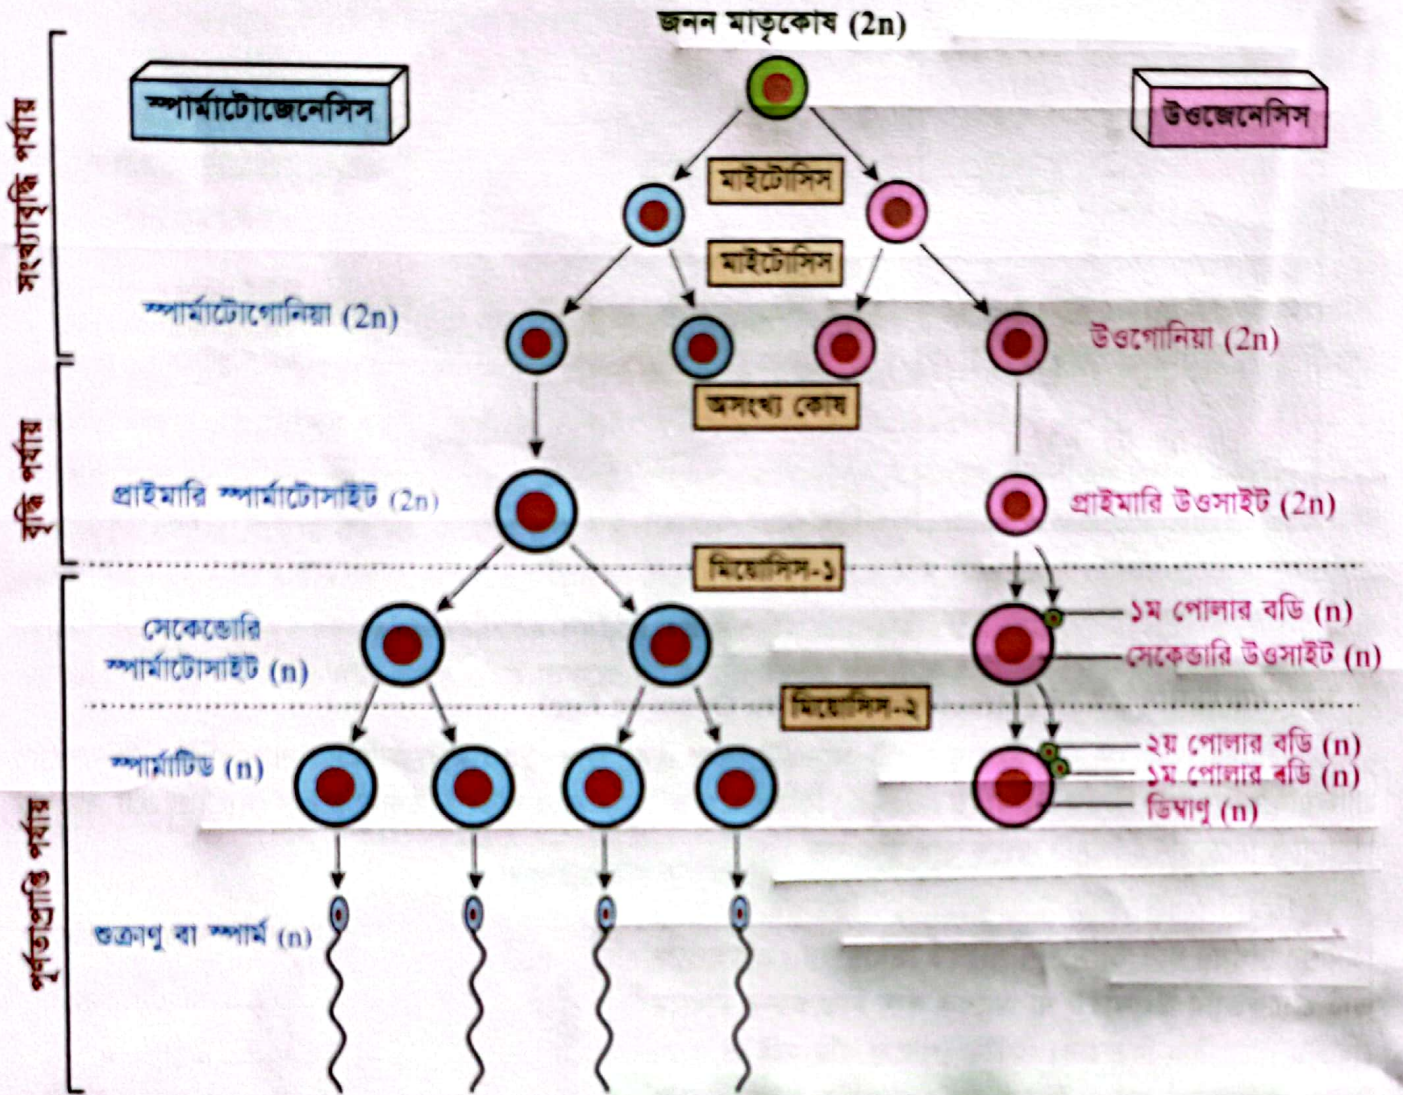 জনন মাতৃকোষ (2n)
স্পার্মাটোজেনেসিস
উওজেনেসিস
সংখ্যাবৃদ্ধি পর্যায়
মাইটোসিস
মাইটোসিস
স্পার্মাটোগোনিয়া (2n)
উওগোনিয়া (2n)
অসংখ্য কোষ
বৃদ্ধি পর্যায়
প্রাইমারি স্পার্মাটোসাইট (2n)
প্রাইমারি উওসাইট (2n)
মিয়োসিস-১
সেকেন্ডোরি
স্পার্মাটোসাইট (n)
১ম পোলার বডি (n)
সেকেন্ডারি উওসাইট (n)
মিয়োসিস-২
স্পার্মাটিড (n)
২য় পোলার বডি (n)
১ম পোলার বডি (n)
ডিম্বাণু (n)
পূর্ণতাপ্রাপ্তি পর্যায়
শুক্রাণু বা স্পার্ম (n)